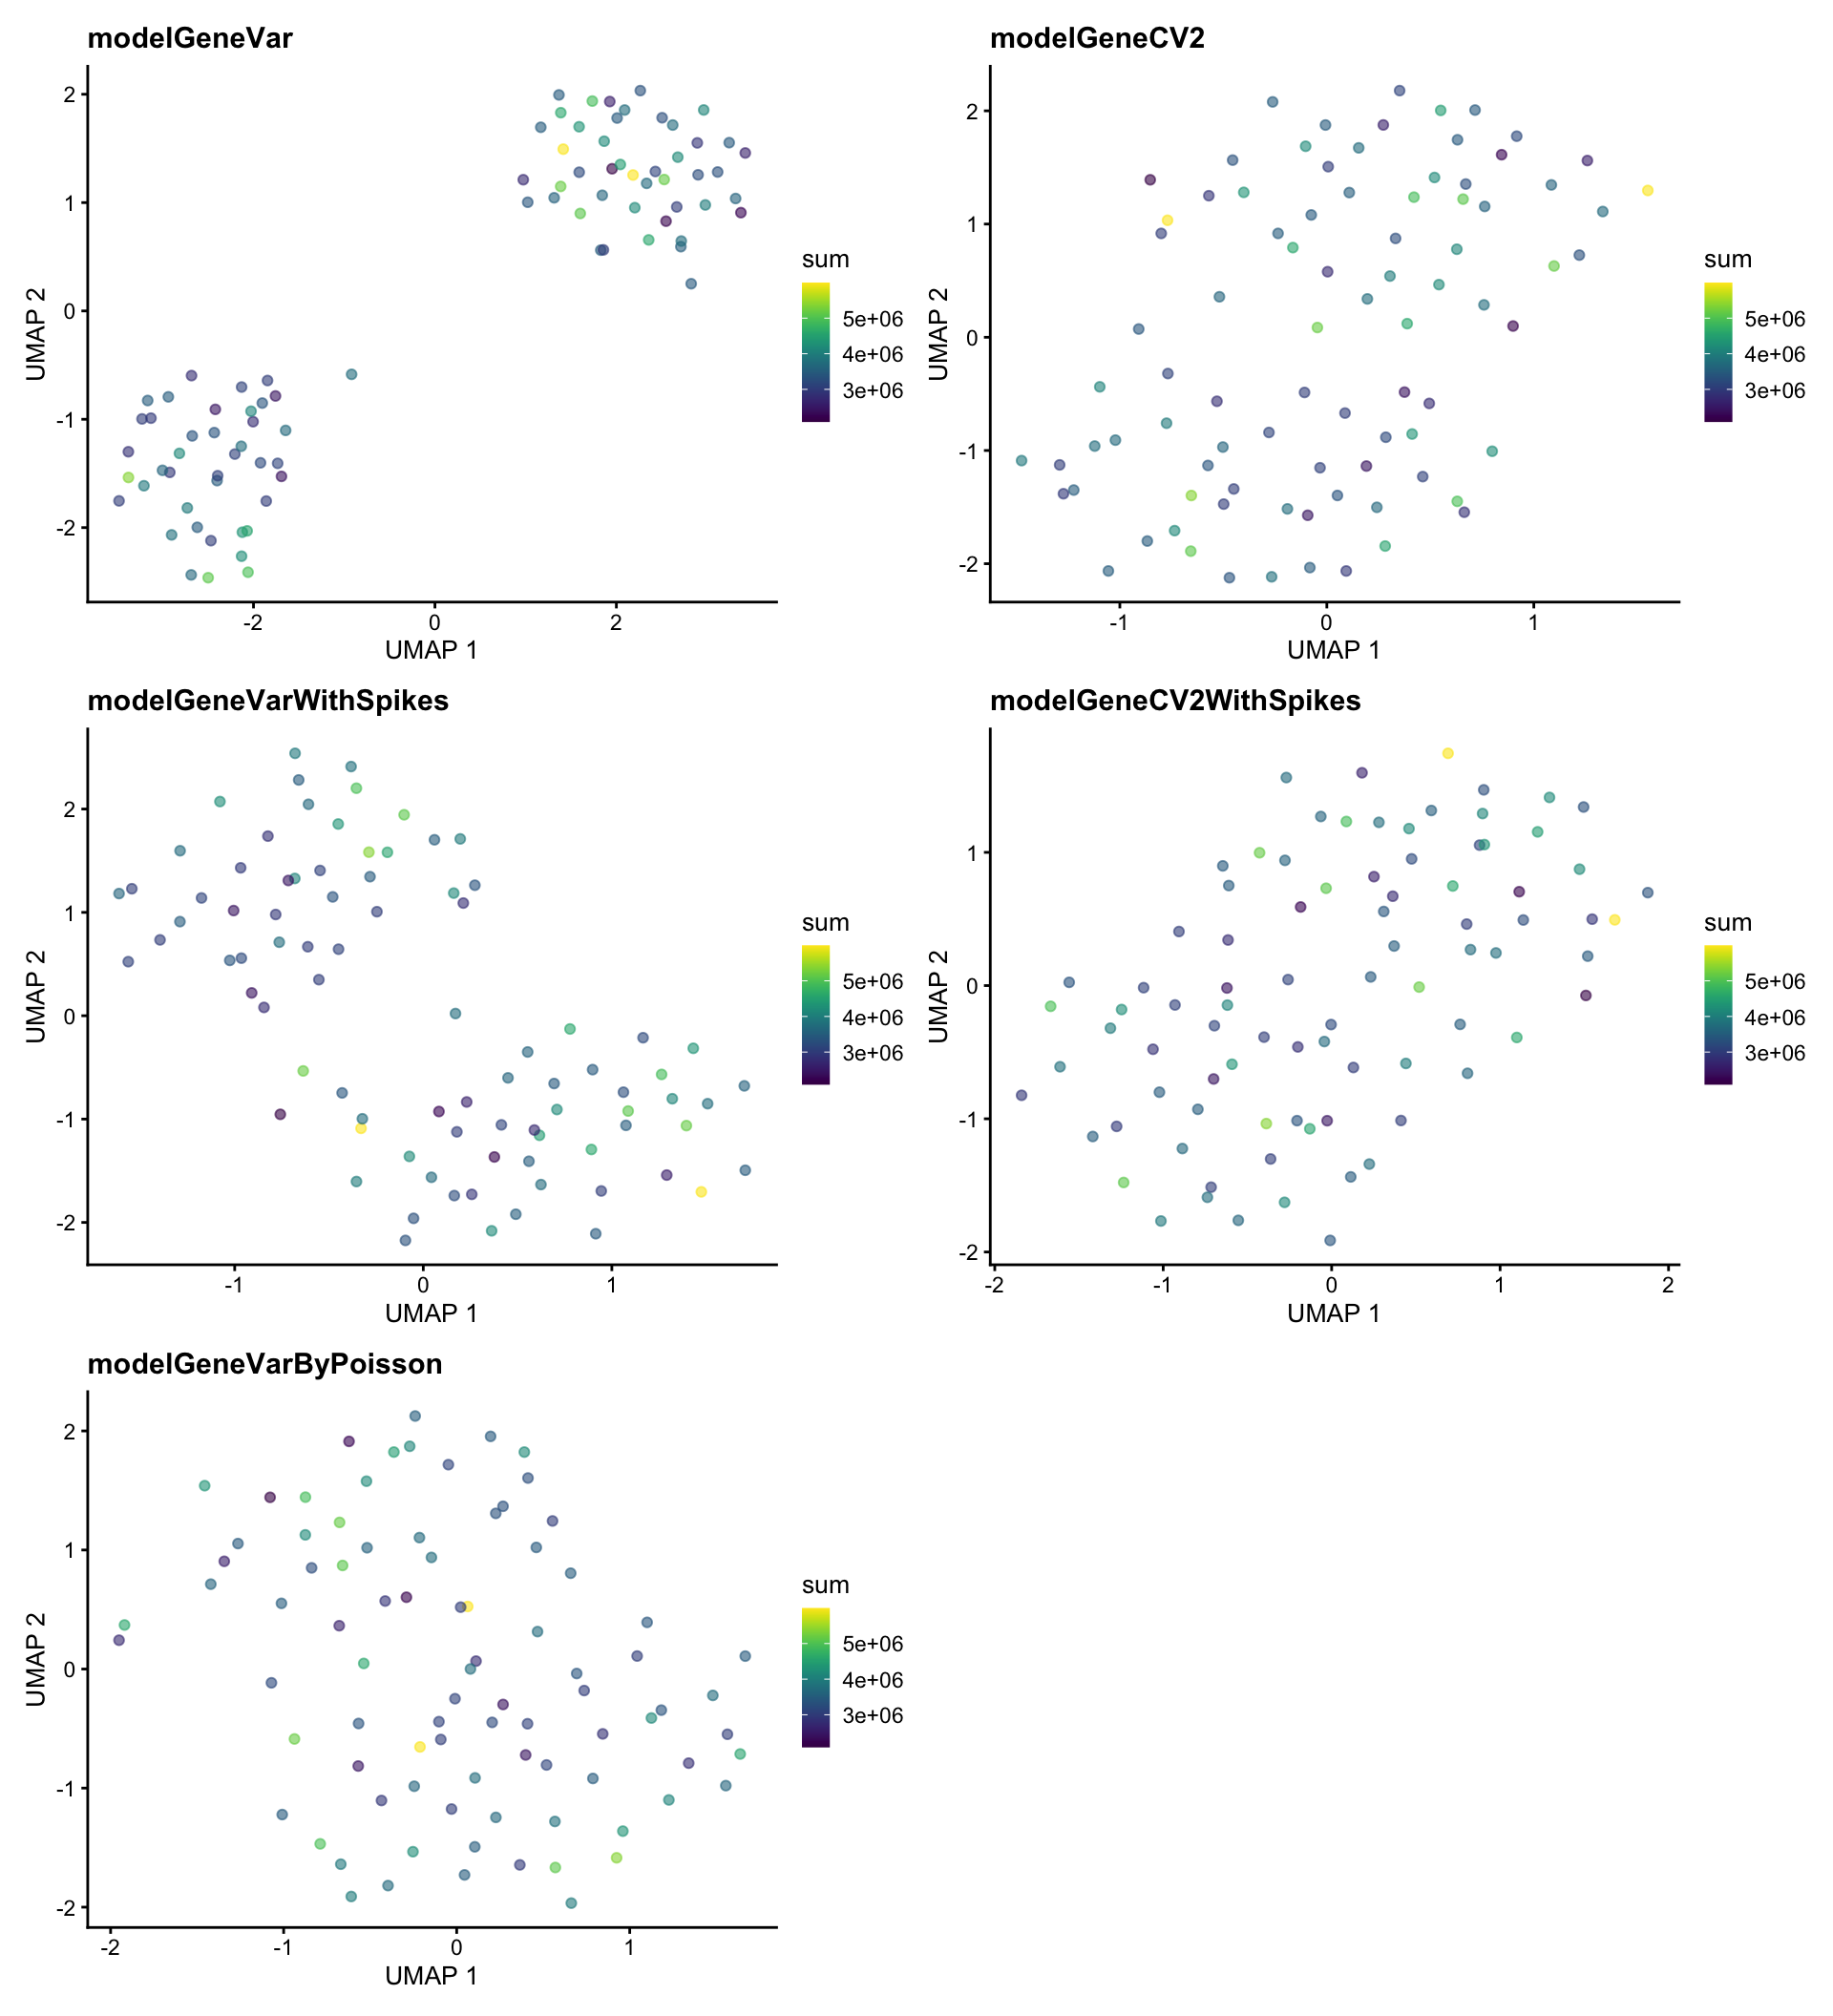 modelGeneVar
2
1
0
-1
-2
-2
0
2
UMAP 1
UMAP 2
sum
5e+06
4e+06
3e+06
modelGeneCV2
2
1
0
-1
-2
-1
0
1
UMAP 1
UMAP 2
sum
5e+06
4e+06
3e+06
modelGeneVarWithSpikes
2
1
0
-1
-2
-1
0
1
UMAP 1
UMAP 2
sum
5e+06
4e+06
3e+06
modelGeneCV2WithSpikes
1
0
-1
-2
-2
-1
0
1
2
UMAP 1
UMAP 2
sum
5e+06
4e+06
3e+06
modelGeneVarByPoisson
2
1
0
-1
-2
-2
-1
0
1
UMAP 1
UMAP 2
sum
5e+06
4e+06
3e+06